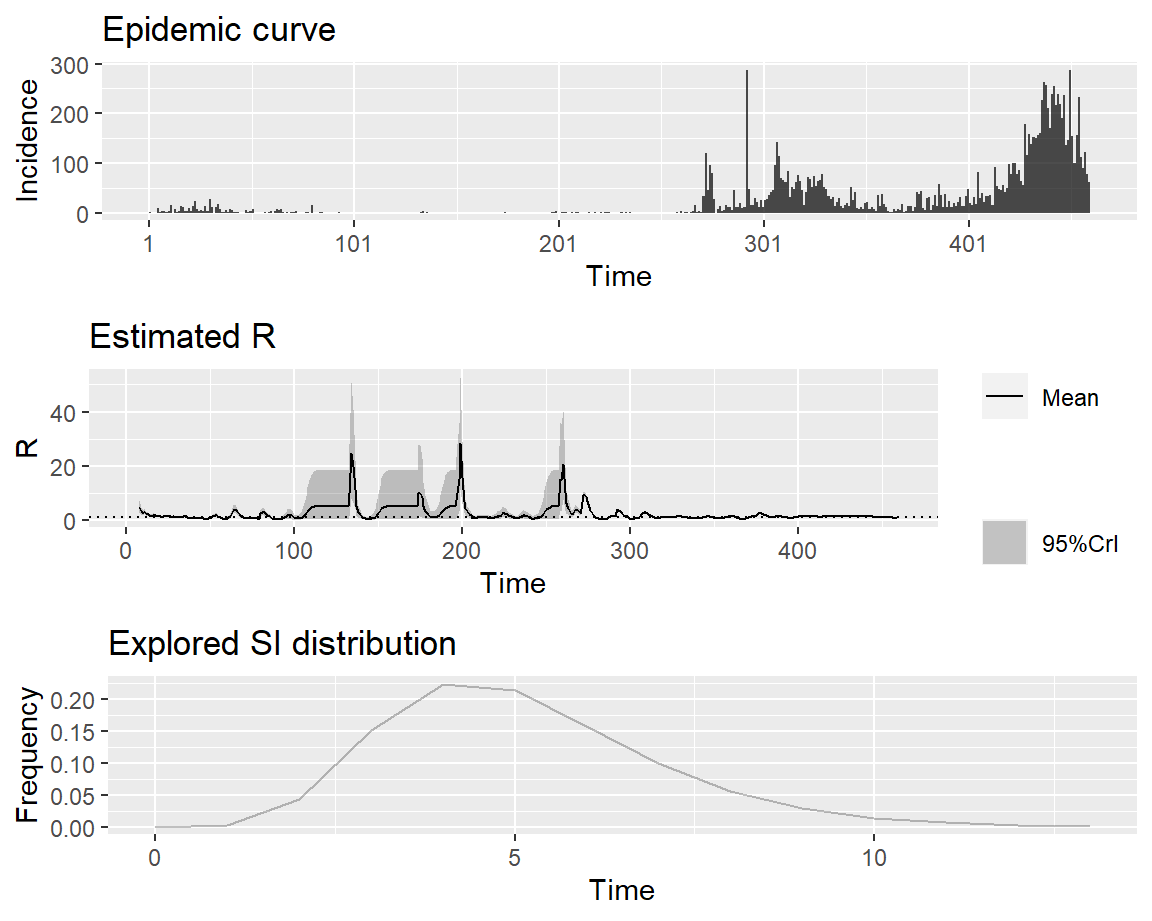 Epidemic curve
300
200
100
0
Incidence
1 101 201 301 401
Time
Estimated R
40
20
0
R
0 100 200 300 400
Time
Mean
95%CrI
Explored SI distribution
0.20
0.15
0.10
0.05
0.00
Frequency
0 5 10
Time